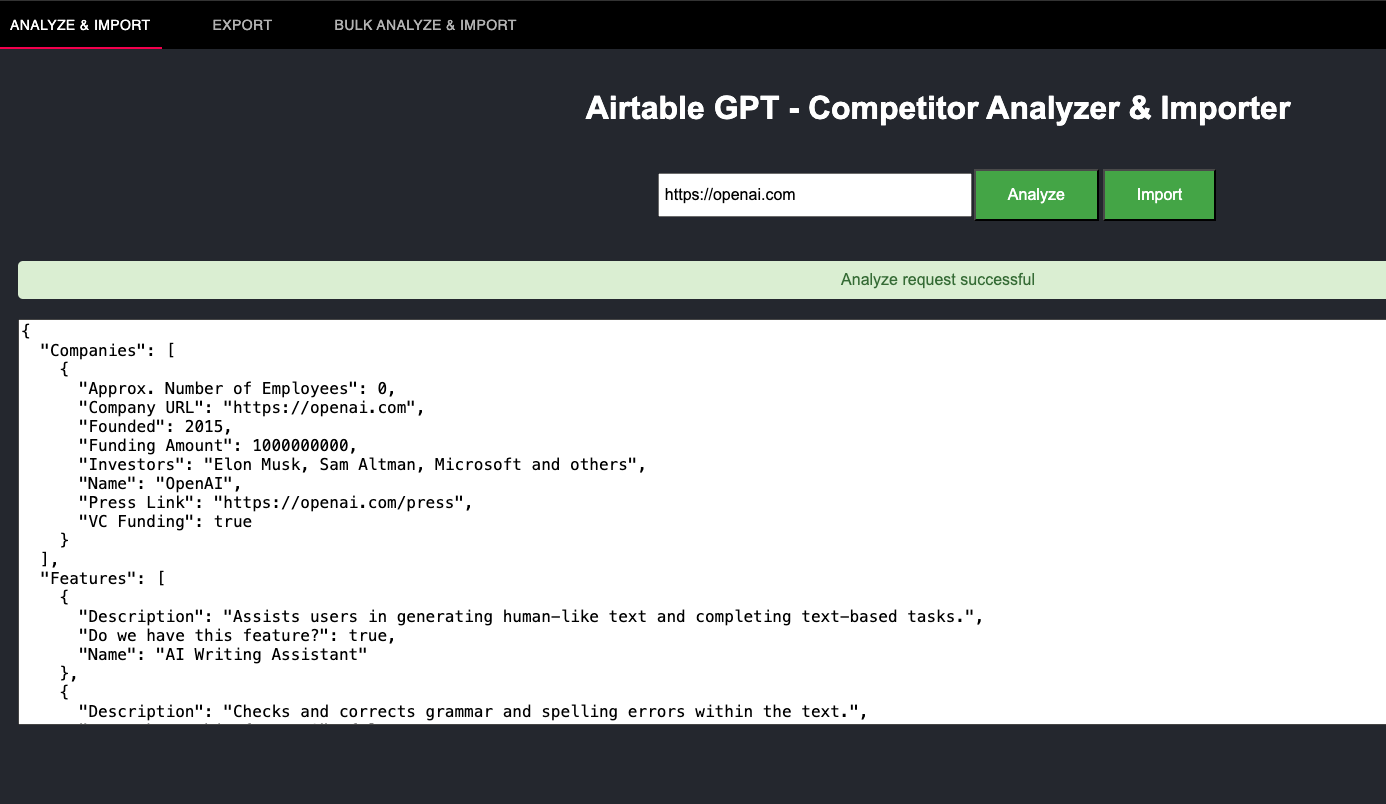 ANALYZE & IMPORT EXPORT BULK ANALYZE & IMPORT
Airtable GPT - Competitor Analyzer & Importer
https://openai.com Analyze Import
Analyze request successful
{
  "Companies": [
    {
      "Approx. Number of Employees": 0,
      "Company URL": "https://openai.com",
      "Founded": 2015,
      "Funding Amount": 1000000000,
      "Investors": "Elon Musk, Sam Altman, Microsoft and others",
      "Name": "OpenAI",
      "Press Link": "https://openai.com/press",
      "VC Funding": true
    }
  ],
  "Features": [
    {
      "Description": "Assists users in generating human-like text and completing text-based tasks.",
      "Do we have this feature?": true,
      "Name": "AI Writing Assistant"
    },
    {
      "Description": "Checks and corrects grammar and spelling errors within the text.",